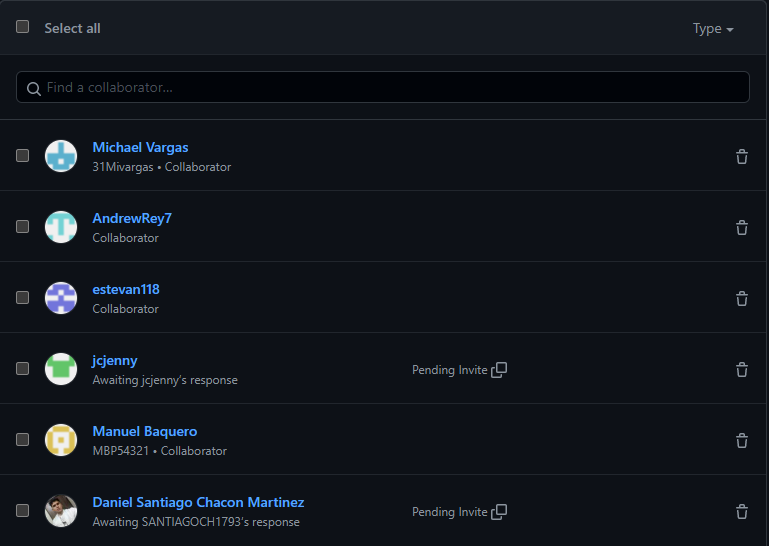 Select all
Type
Find a collaborator...
Michael Vargas
31Mivargas • Collaborator
AndrewRey7
Collaborator
estevan118
Collaborator
jcjenny
Awaiting jcjenny's response
Pending Invite
Manuel Baquero
MBP54321 • Collaborator
Daniel Santiago Chacon Martinez
Awaiting SANTIAGOCH1793's response
Pending Invite